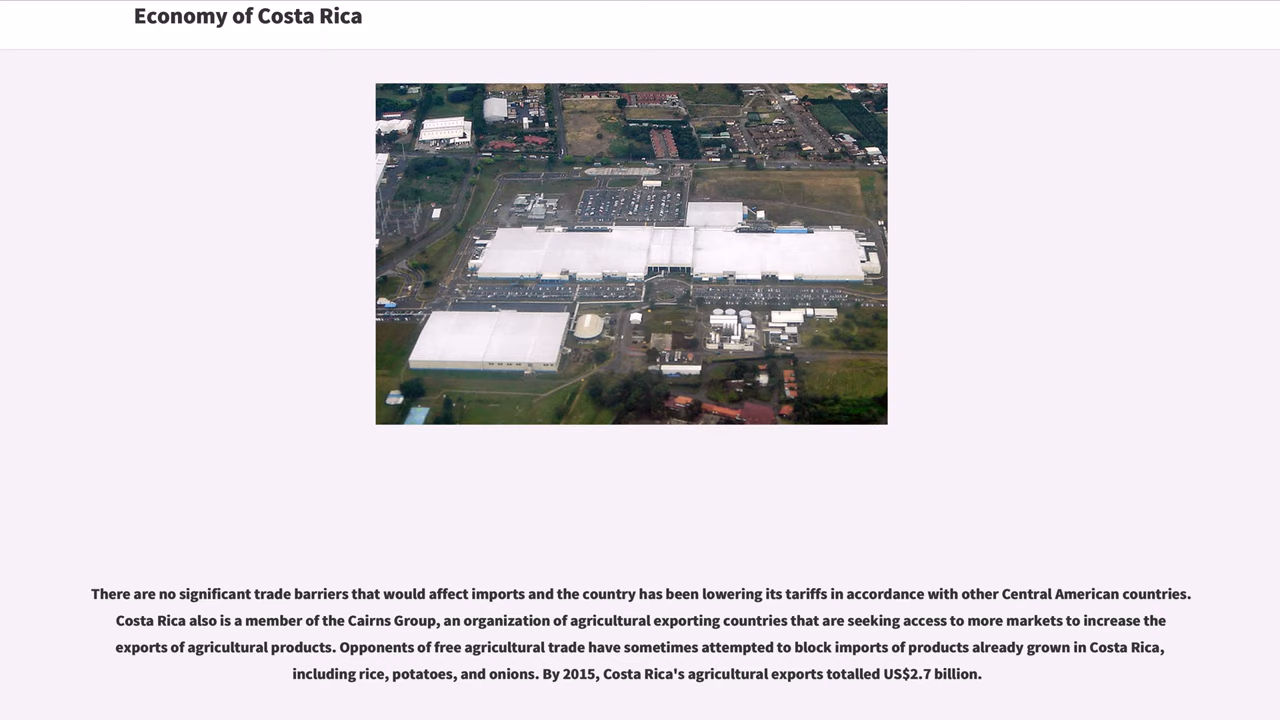 Economy of Costa Rica
There are no significant trade barriers that would affect imports and the country has been lowering its tariffs in accordance with other Central American countries.
Costa Rica also is a member of the Cairns Group, an organization of agricultural exporting countries that are seeking access to more markets to increase the
exports of agricultural products. Opponents of free agricultural trade have sometimes attempted to block imports of products already grown in Costa Rica,
including rice, potatoes, and onions. By 2015, Costa Rica's agricultural exports totalled US$2.7 billion.